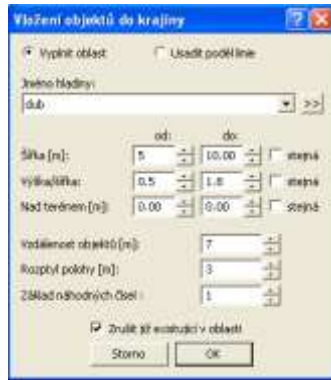 Vložení objektů do krajiny
Vyplnit oblast Usadit podél linie
Jméno hladiny:
dub >>
od: do:
Šířka [m]: 5 10.00 stejná
Výška/šířka: 0.5 1.8 stejná
Nad terénem [m]: 0.00 0.00 stejná
Vzdálenost objektů [m]: 7
Rozptyl polohy [m]: 3
Základ náhodných čísel : 1
Zrušit již existující v oblasti
Storno OK